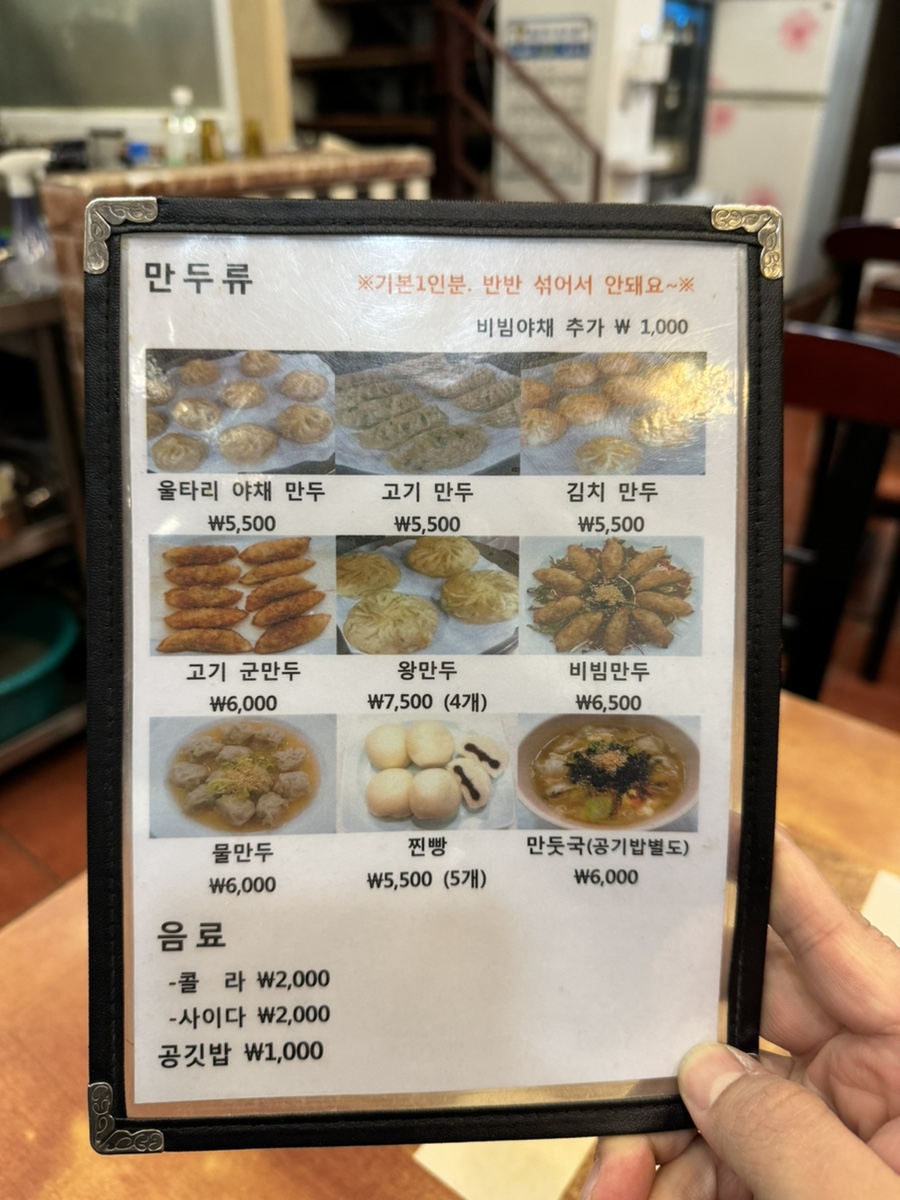 만두류
※기본1인분. 반반 섞어서 안돼요~※
비빔야채 추가 ₩ 1,000
울타리 야채 만두 고기 만두 김치 만두
₩5,500 ₩5,500 ₩5,500
고기 군만두 왕만두 비빔만두
₩6,000 ₩7,500 (4개) ₩6,500
물만두 찐빵 만둣국(공기밥별도)
₩6,000 ₩5,500 (5개) ₩6,000
음료
-콜 라 ₩2,000
-사이다 ₩2,000
공깃밥 ₩1,000